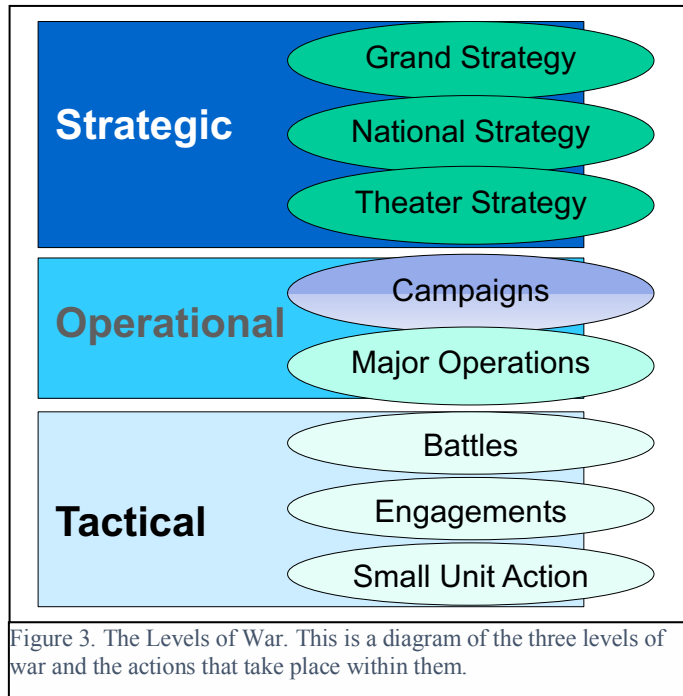 Grand Strategy
Strategic
National Strategy
Theater Strategy
Campaigns
Operational
Major Operations
Battles
Engagements
Tactical
Small Unit Action
Figure 3. The Levels of War. This is a diagram of the three levels of
war and the actions that take place within them.